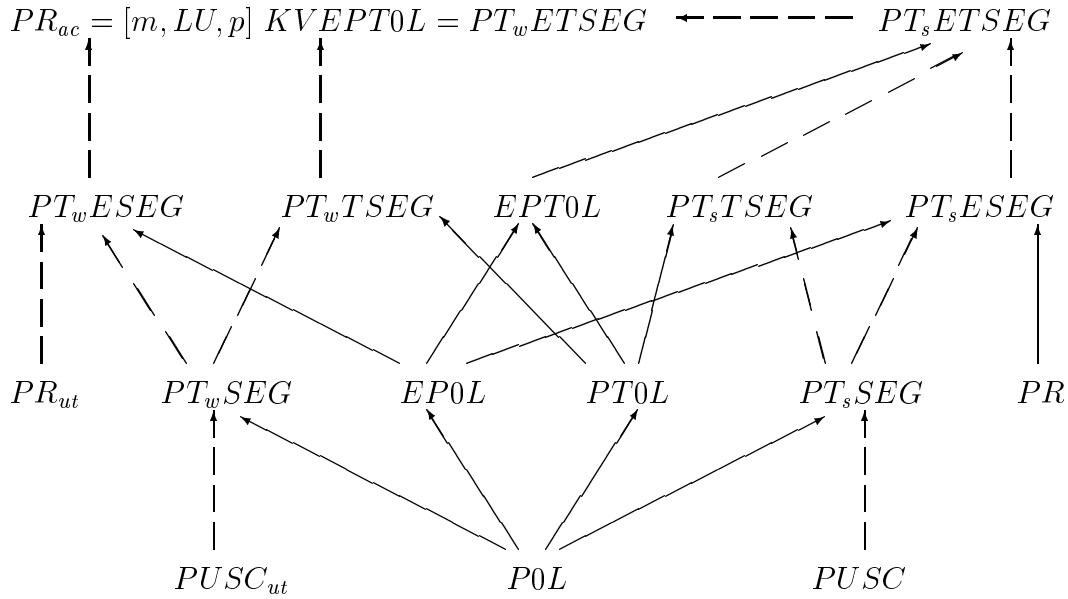 PR_{ac} = [m, LU, p] KVEPT0L = PT_wETSEG PT_sETSEG
PT_wESEG PT_wTSEG EPT0L PT_sTSEG PT_sESEG
PR_{ut} PT_wSEG EP0L PT0L PT_sSEG PR
PUSC_{ut} P0L PUSC